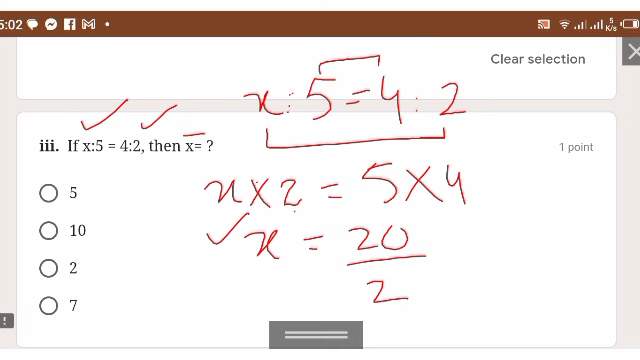 5:02
5 K/s
Clear selection
x : 5 = 4 : 2
iii. If x:5 = 4:2, then x= ?
1 point
x × 2 = 5 × 4
5
x = 20/2
10
2
7
!